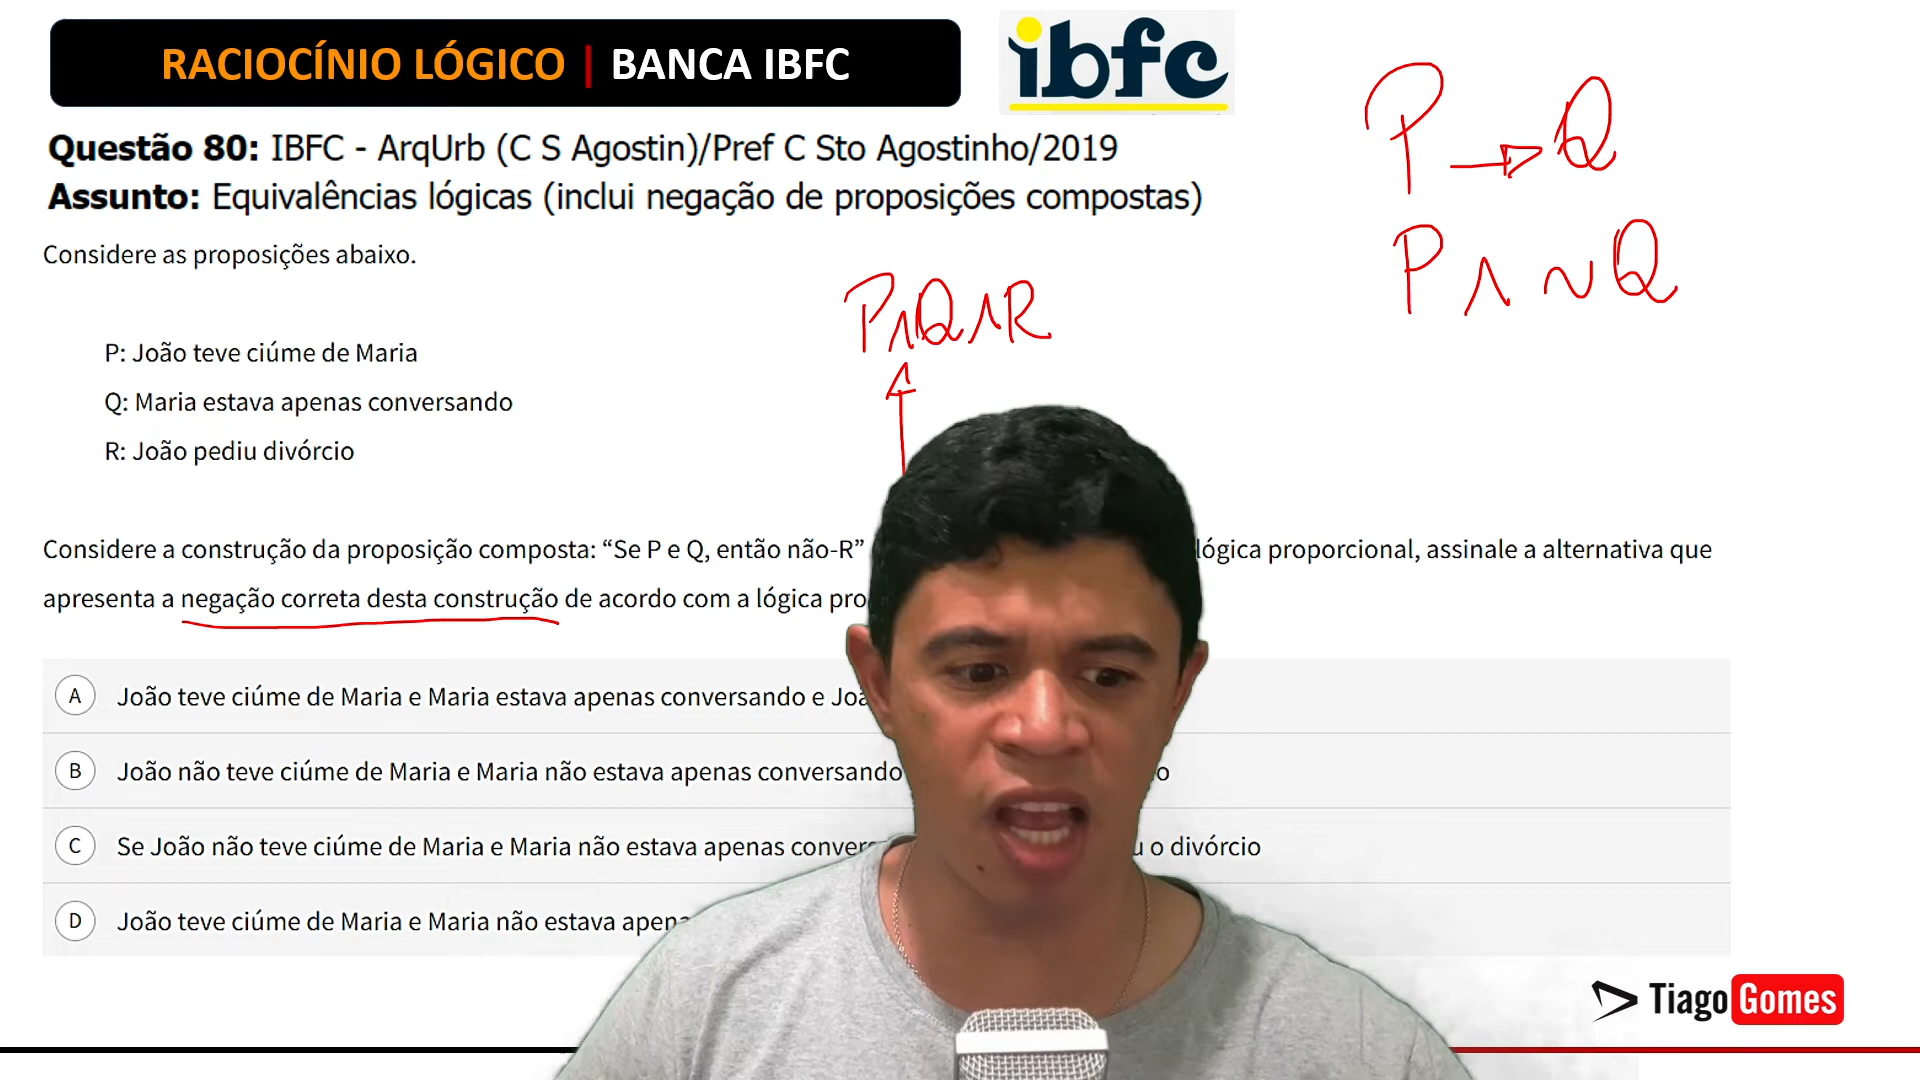 RACIOCÍNIO LÓGICO | BANCA IBFC
ibfc
Questão 80: IBFC - ArqUrb (C S Agostin)/Pref C Sto Agostinho/2019
Assunto: Equivalências lógicas (inclui negação de proposições compostas)
P → Q
P ∧ ~Q
Considere as proposições abaixo.
P∧Q∧R
P: João teve ciúme de Maria
Q: Maria estava apenas conversando
R: João pediu divórcio
Considere a construção da proposição composta: “Se P e Q, então não-R” lógica proporcional, assinale a alternativa que
apresenta a negação correta desta construção de acordo com a lógica
A João teve ciúme de Maria e Maria estava apenas conversando e
B João não teve ciúme de Maria e Maria não estava apenas conversando
C Se João não teve ciúme de Maria e Maria não estava apenas o divórcio
D João teve ciúme de Maria e Maria não estava
Tiago Gomes